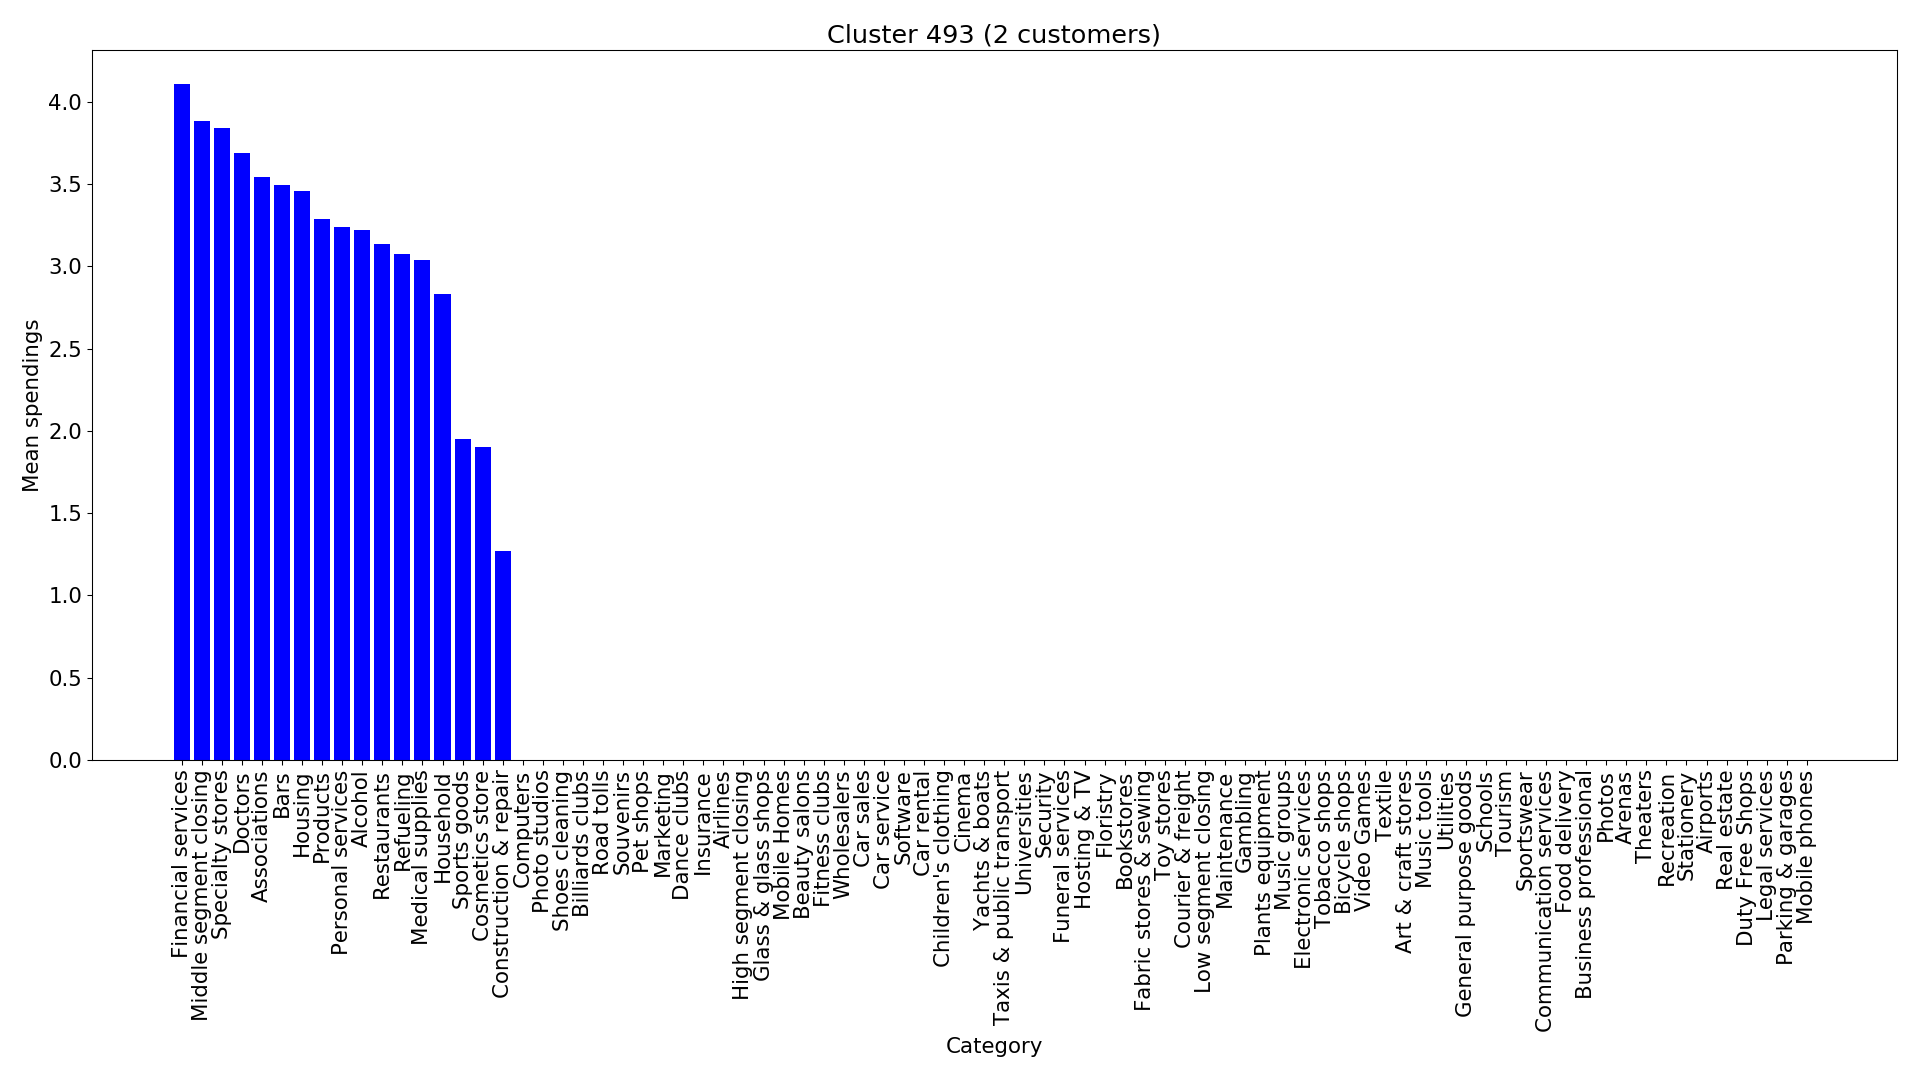 Cluster 493 (2 customers)
Mean spendings
4.0
3.5
3.0
2.5
2.0
1.5
1.0
0.5
0.0
Financial services
Middle segment closing
Specialty stores
Doctors
Associations
Bars
Housing
Products
Personal services
Alcohol
Restaurants
Refuelling
Medical supplies
Household
Sports goods
Cosmetics store
Construction & repair
Computers
Photo studios
Shoes cleaning
Billiards clubs
Road tolls
Souvenirs
Pet shops
Marketing
Dance clubs
Insurance
Airlines
High segment closing
Glass & glass shops
Mobile Homes
Beauty salons
Fitness clubs
Wholesalers
Car sales
Car service
Software
Car rental
Children's clothing
Cinema
Yachts & boats
Taxis & public transport
Universities
Security
Funeral services
Hosting & TV
Floristry
Bookstores
Fabric stores & sewing
Toy stores
Courier & freight
Low segment closing
Maintenance
Gambling
Plants equipment
Music groups
Electronic services
Tobacco shops
Bicycle shops
Video Games
Textile
Art & craft stores
Music tools
Utilities
General purpose goods
Schools
Tourism
Sportswear
Communication services
Food delivery
Business professional
Photos
Arenas
Theaters
Recreation
Stationery
Airports
Real estate
Duty Free Shops
Legal services
Parking & garages
Mobile phones
Category